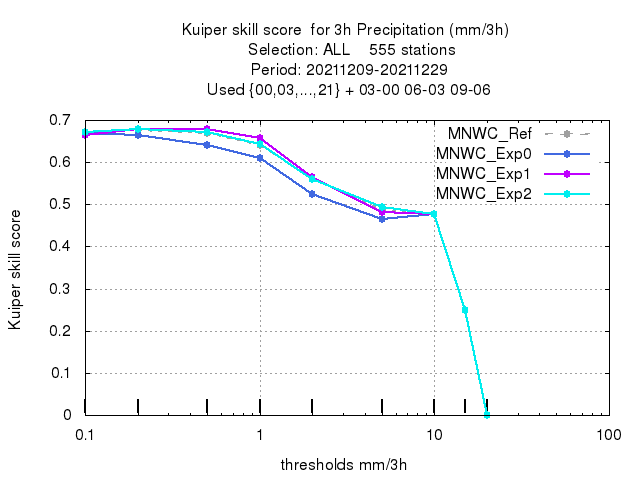 Kuiper skill score  for 3h Precipitation (mm/3h)
Selection: ALL    555 stations
Period: 20211209-20211229
Used {00,03,...,21} + 03-00 06-03 09-06
MNWC_Ref
MNWC_Exp0
MNWC_Exp1
MNWC_Exp2
0.7
0.6
0.5
0.4
0.3
0.2
0.1
0
Kuiper skill score
0.1 1 10 100
thresholds mm/3h